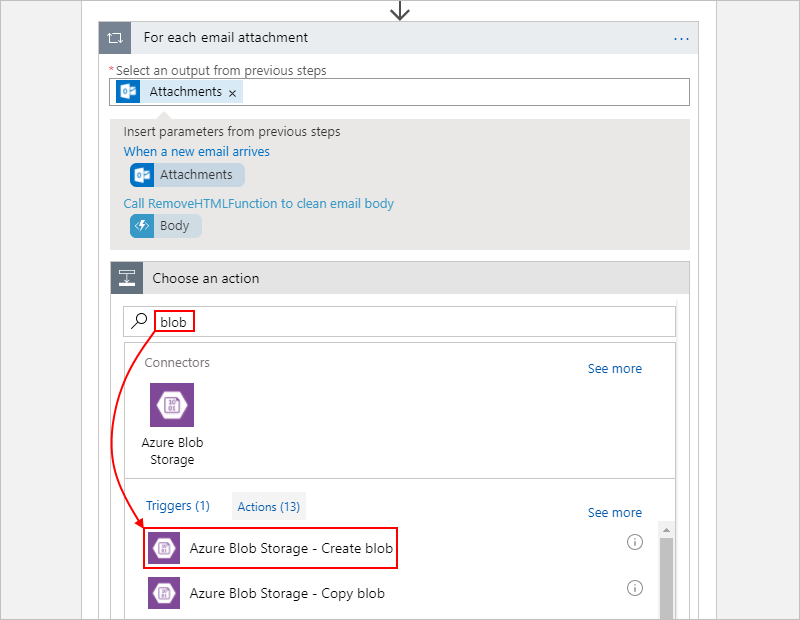 For each email attachment
...
*Select an output from previous steps
Attachments ×
Insert parameters from previous steps
When a new email arrives
Attachments
Call RemoveHTMLFunction to clean email body
Body
Choose an action
blob
Connectors
See more
Azure Blob
Storage
Triggers (1)
Actions (13)
See more
Azure Blob Storage - Create blob
Azure Blob Storage - Copy blob